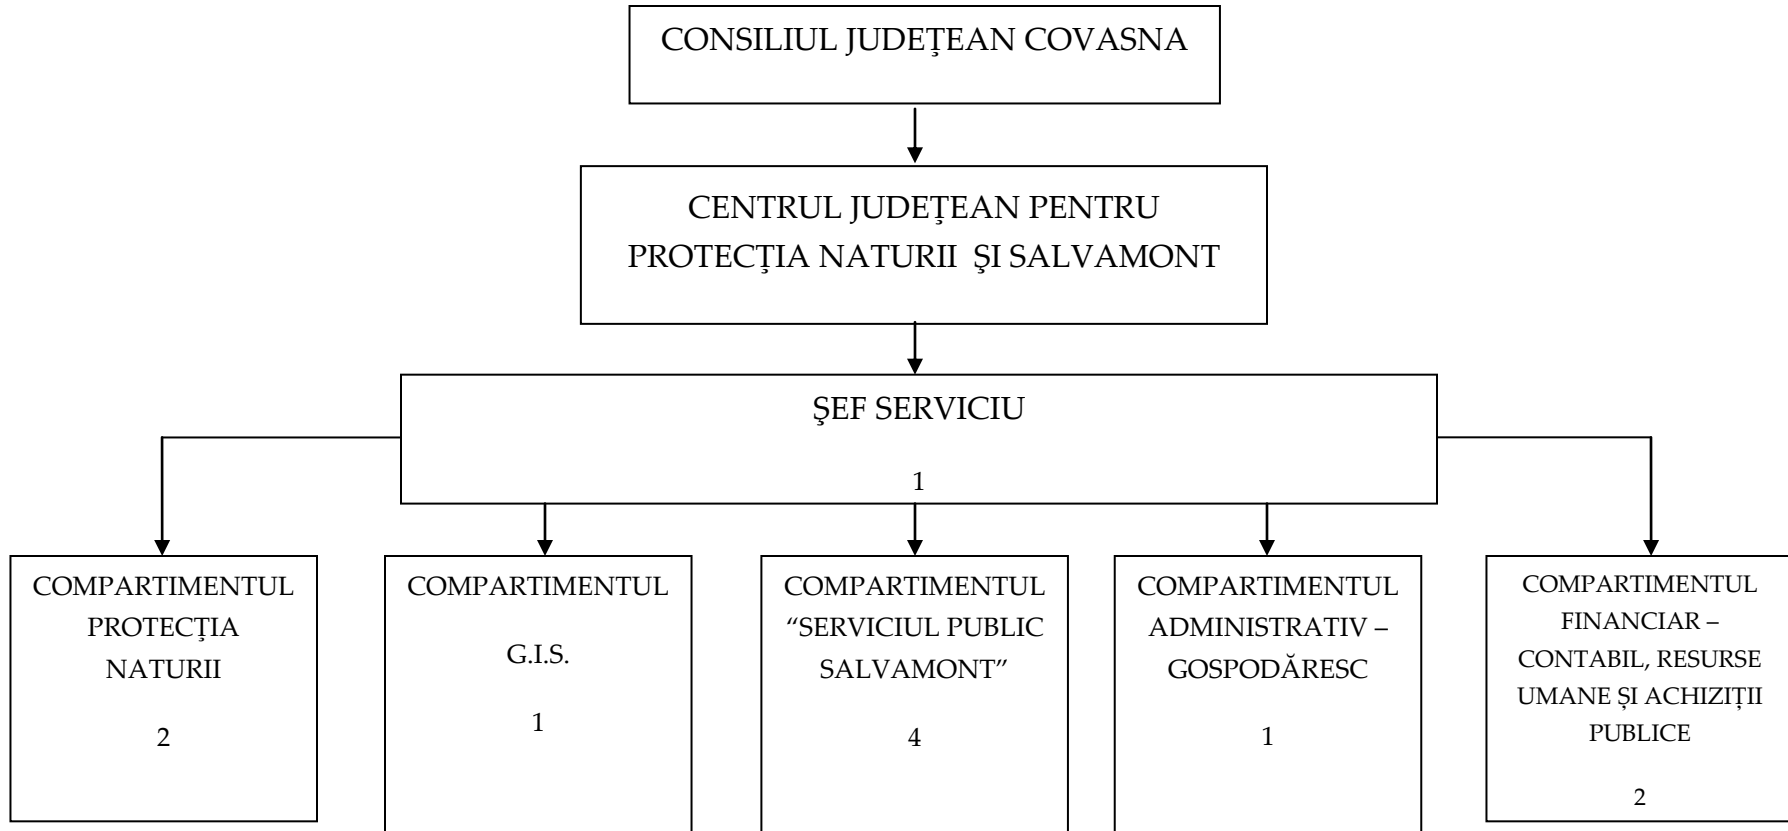 CONSILIUL JUDEŢEAN COVASNA
CENTRUL JUDEŢEAN PENTRU
PROTECŢIA NATURII ŞI SALVAMONT
ŞEF SERVICIU
1
COMPARTIMENTUL
PROTECŢIA
NATURII
2
COMPARTIMENTUL
G.I.S.
1
COMPARTIMENTUL
“SERVICIUL PUBLIC
SALVAMONT”
4
COMPARTIMENTUL
ADMINISTRATIV –
GOSPODĂRESC
1
COMPARTIMENTUL
FINANCIAR –
CONTABIL, RESURSE
UMANE ȘI ACHIZIȚII
PUBLICE
2